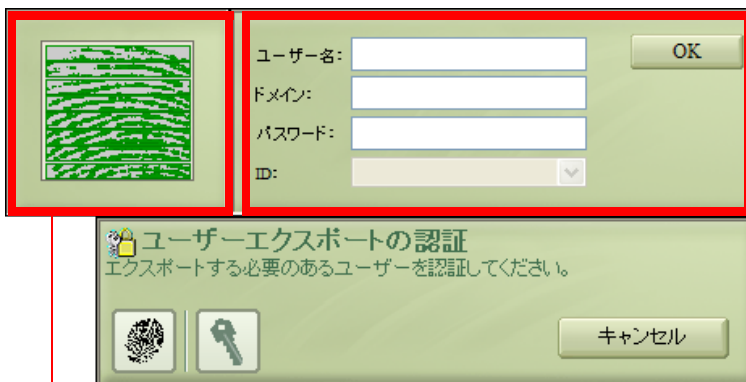 ユーザー名:
OK
ドメイン:
パスワード:
ID:
ユーザーエクスポートの認証
エクスポートする必要のあるユーザーを認証してください。
キャンセル